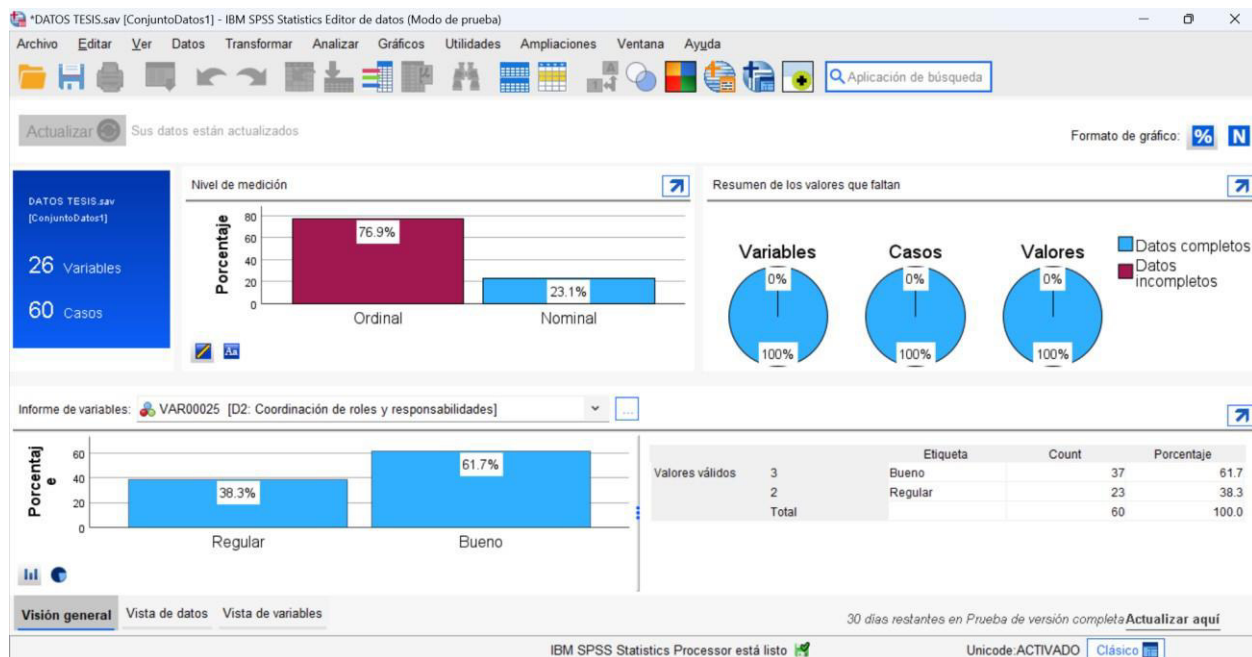 *DATOS TESIS.sav [ConjuntoDatos1] - IBM SPSS Statistics Editor de datos (Modo de prueba)
Archivo Editar Ver Datos Transformar Analizar Gráficos Utilidades Ampliaciones Ventana Ayuda
Aplicación de búsqueda
Actualizar Sus datos están actualizados
Formato de gráfico: % N
DATOS TESIS.sav
[ConjuntoDatos1]
26 Variables
60 Casos
Nivel de medición
Porcentaje
80
60
40
20
0
76.9%
23.1%
Ordinal Nominal
Aa
Resumen de los valores que faltan
Variables Casos Valores
0% 0% 0%
100% 100% 100%
Datos completos
Datos
incompletos
Informe de variables: VAR00025 [D2: Coordinación de roles y responsabilidades] ...
Porcentaj
e
60
40
20
0
38.3%
61.7%
Regular Bueno
Etiqueta Count Porcentaje
Valores válidos 3 Bueno 37 61.7
2 Regular 23 38.3
Total 60 100.0
Visión general Vista de datos Vista de variables
30 días restantes en Prueba de versión completa Actualizar aquí
IBM SPSS Statistics Processor está listo Unicode:ACTIVADO Clásico